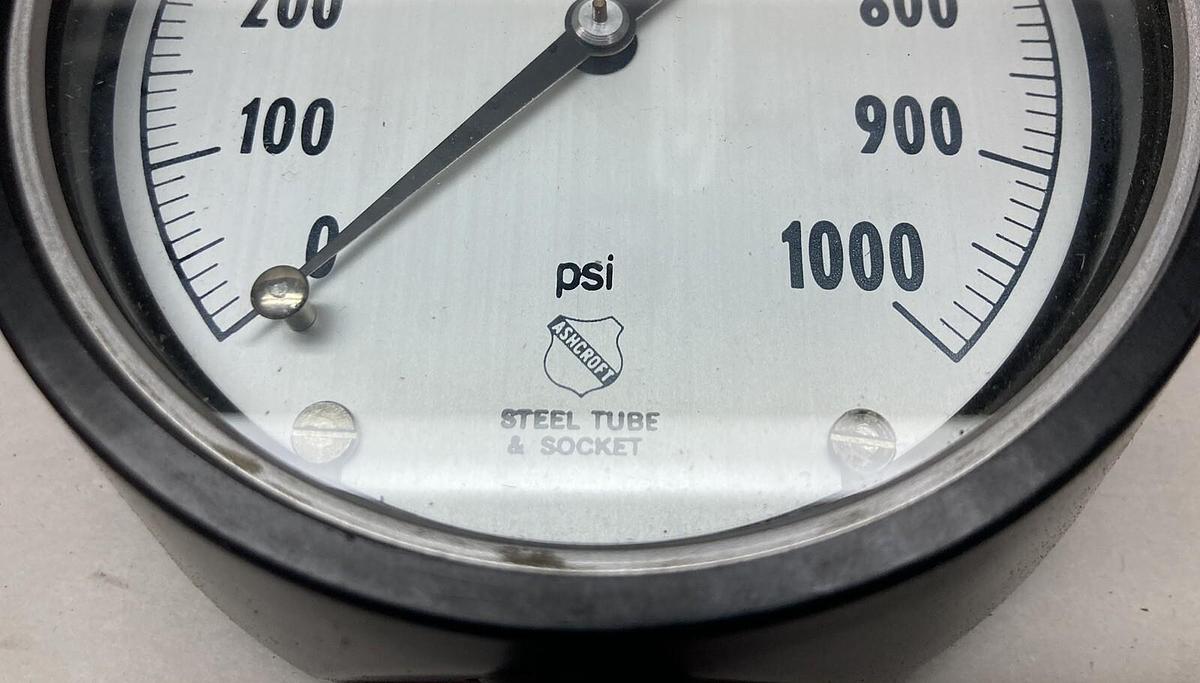 200
800
100
900
0
1000
psi
ASHCROFT
STEEL TUBE
& SOCKET